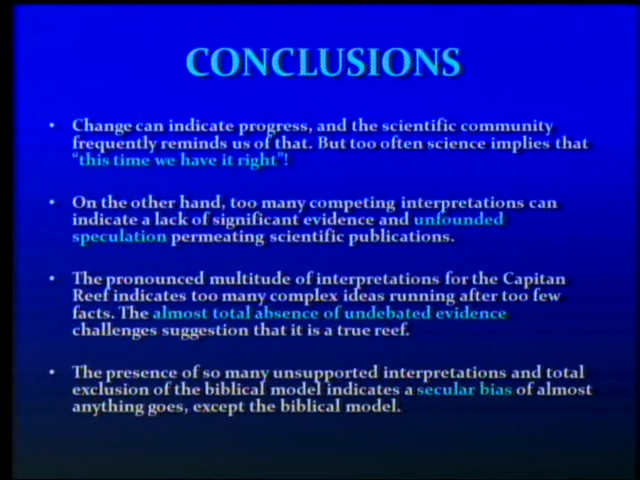 CONCLUSIONS
• Change can indicate progress, and the scientific community
frequently reminds us of that. But too often science implies that
"this time we have it right"!
• On the other hand, too many competing interpretations can
indicate a lack of significant evidence and unfounded
speculation permeating scientific publications.
• The pronounced multitude of interpretations for the Capitan
Reef indicates too many complex ideas running after too few
facts. The almost total absence of undebated evidence
challenges suggestion that it is a true reef.
• The presence of so many unsupported interpretations and total
exclusion of the biblical model indicates a secular bias of almost
anything goes, except the biblical model.